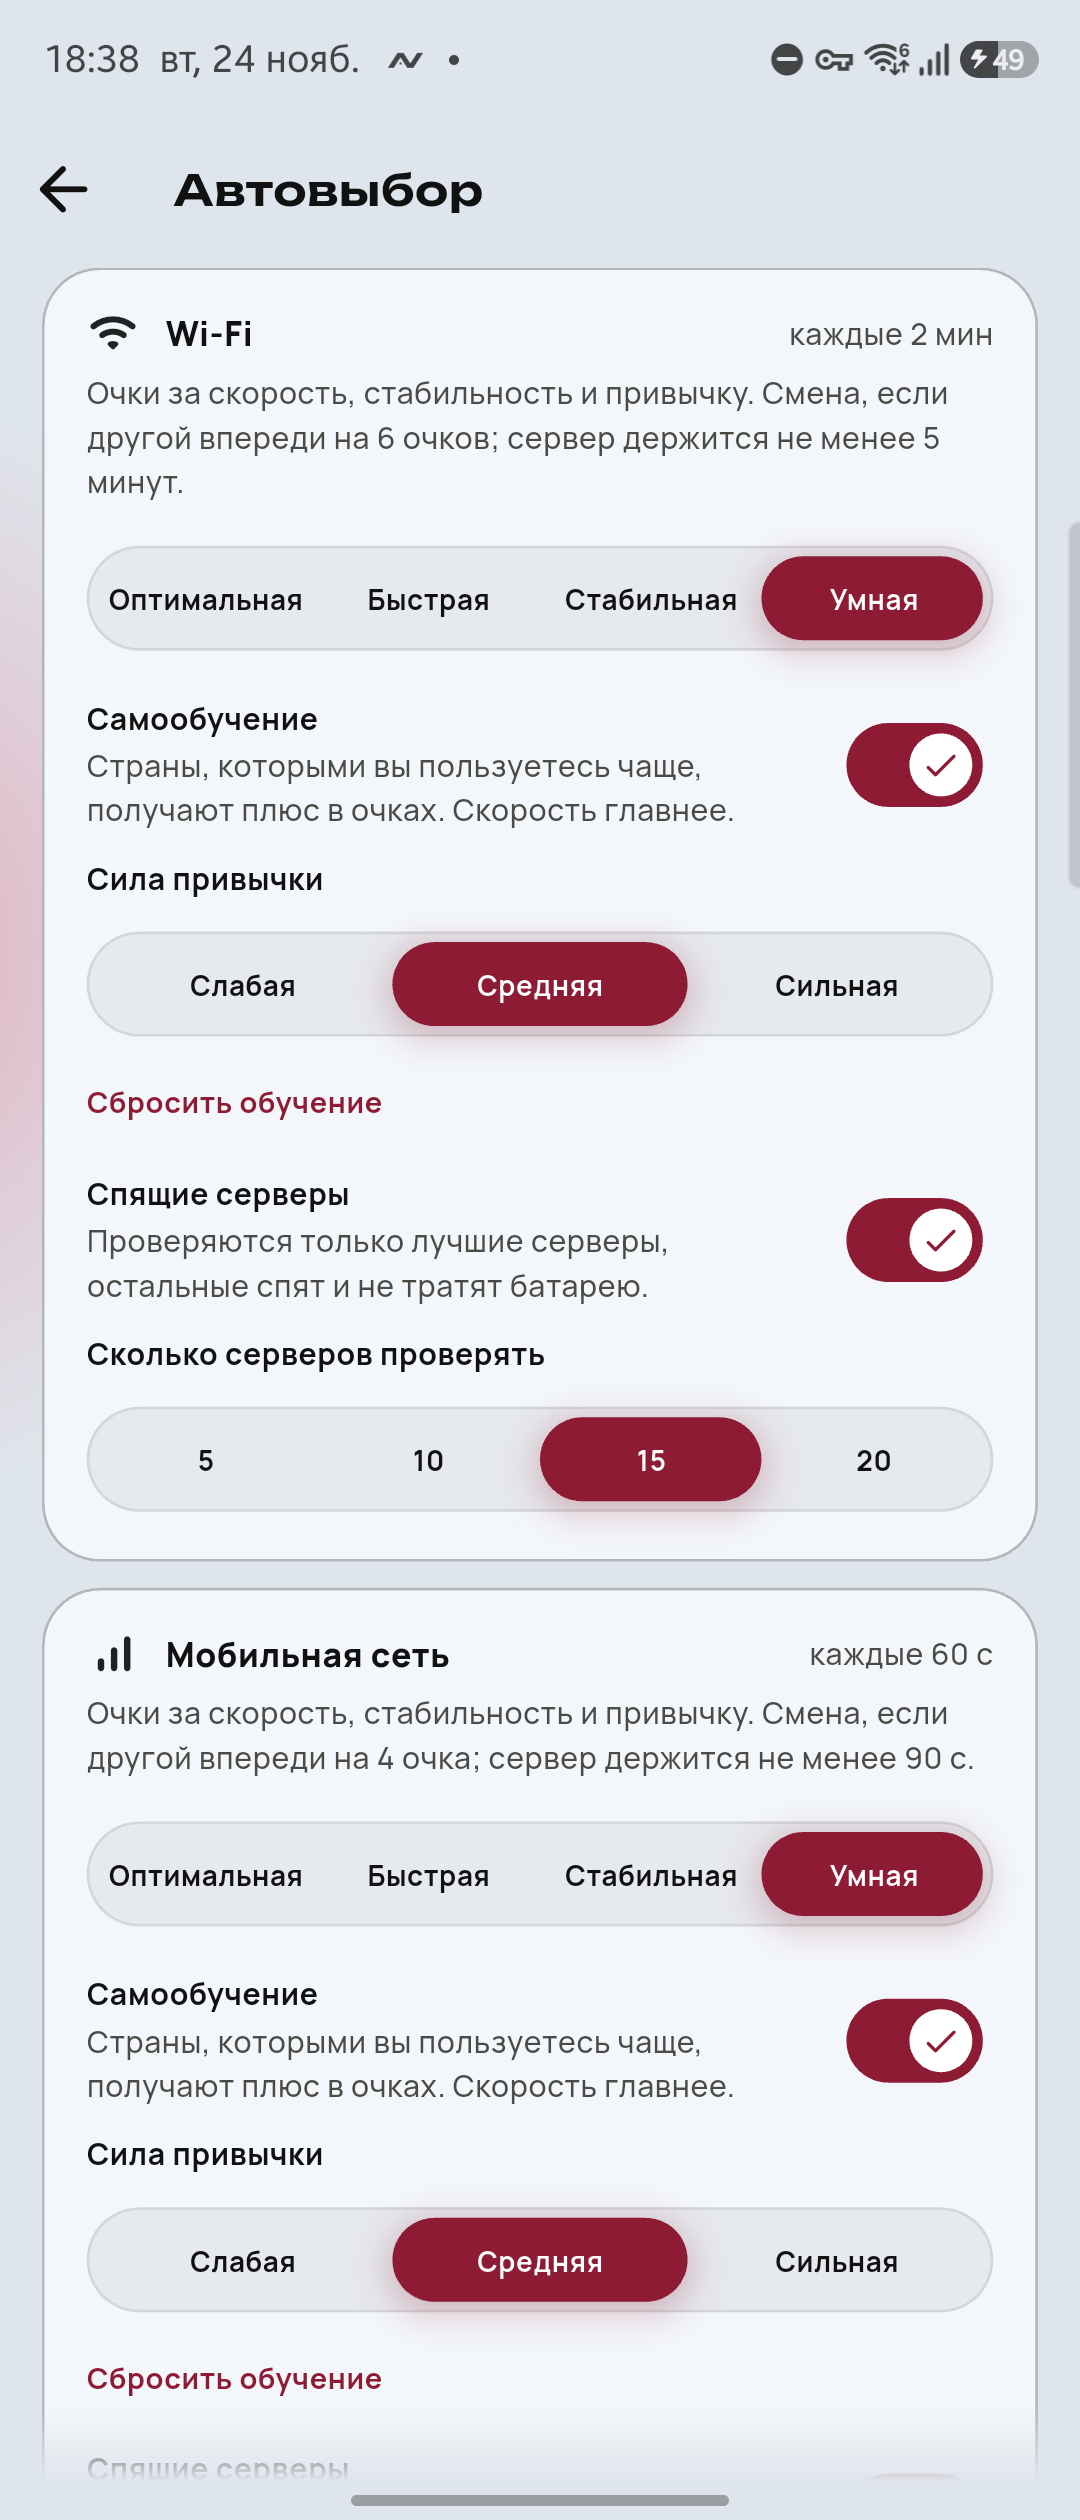 18:38 вт, 24 нояб.
6
49
Автовыбор
Wi-Fi
каждые 2 мин
Очки за скорость, стабильность и привычку. Смена, если
другой впереди на 6 очков; сервер держится не менее 5
минут.
Оптимальная Быстрая Стабильная Умная
Самообучение
Страны, которыми вы пользуетесь чаще,
получают плюс в очках. Скорость главнее.
Сила привычки
Слабая Средняя Сильная
Сбросить обучение
Спящие серверы
Проверяются только лучшие серверы,
остальные спят и не тратят батарею.
Сколько серверов проверять
5 10 15 20
Мобильная сеть
каждые 60 с
Очки за скорость, стабильность и привычку. Смена, если
другой впереди на 4 очка; сервер держится не менее 90 с.
Оптимальная Быстрая Стабильная Умная
Самообучение
Страны, которыми вы пользуетесь чаще,
получают плюс в очках. Скорость главнее.
Сила привычки
Слабая Средняя Сильная
Сбросить обучение
Спящие серверы